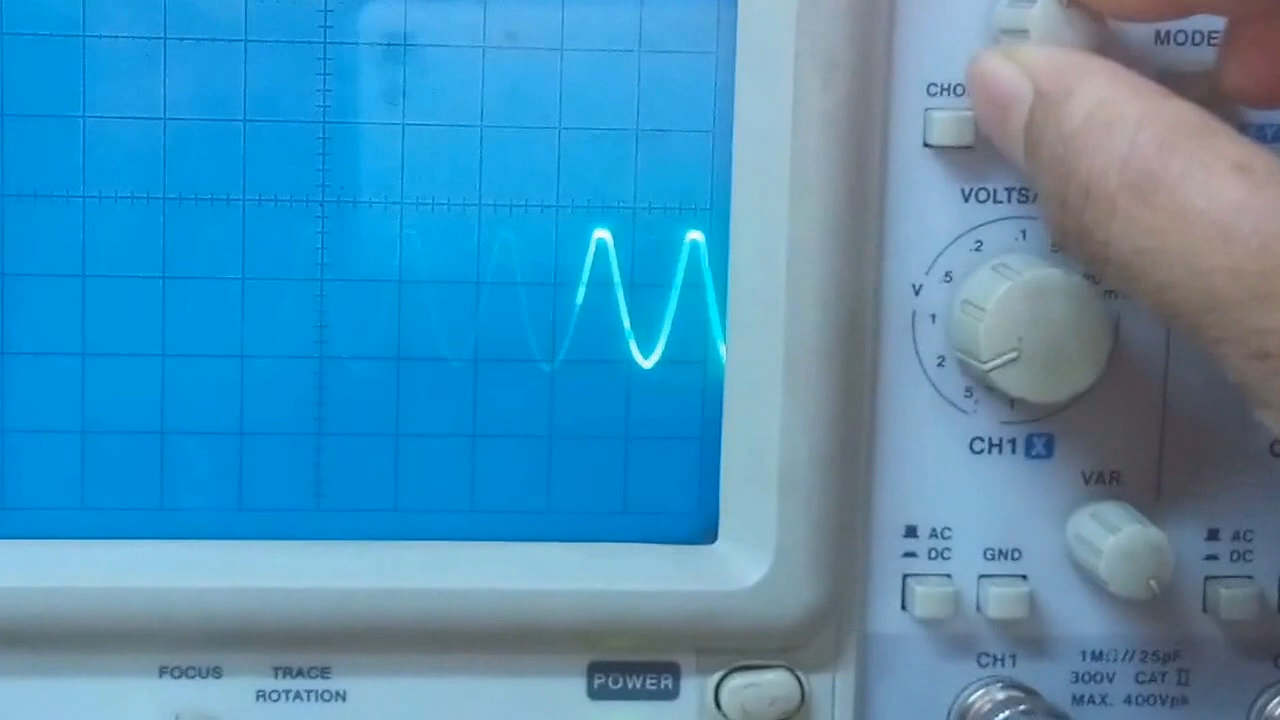 MODE
CHO
VOLTS/
.1
.2
.5
V
m
1
2
5
1
CH1 X
VAR
AC
DC
GND
AC
DC
CH1
1MΩ//25pF
300V CAT II
MAX. 400Vpk
FOCUS
TRACE
ROTATION
POWER